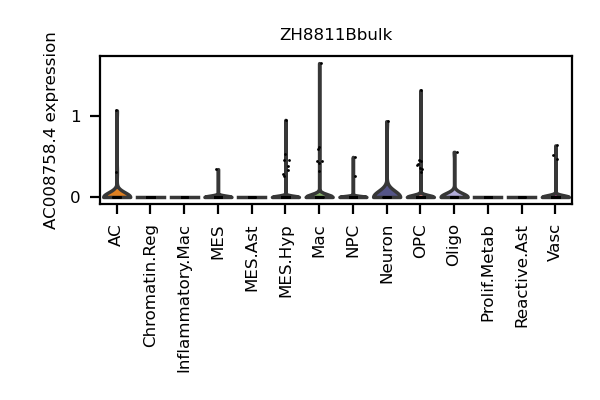 ZH8811Bbulk
AC008758.4 expression
1
0
AC
Chromatin.Reg
Inflammatory.Mac
MES
MES.Ast
MES.Hyp
Mac
NPC
Neuron
OPC
Oligo
Prolif.Metab
Reactive.Ast
Vasc